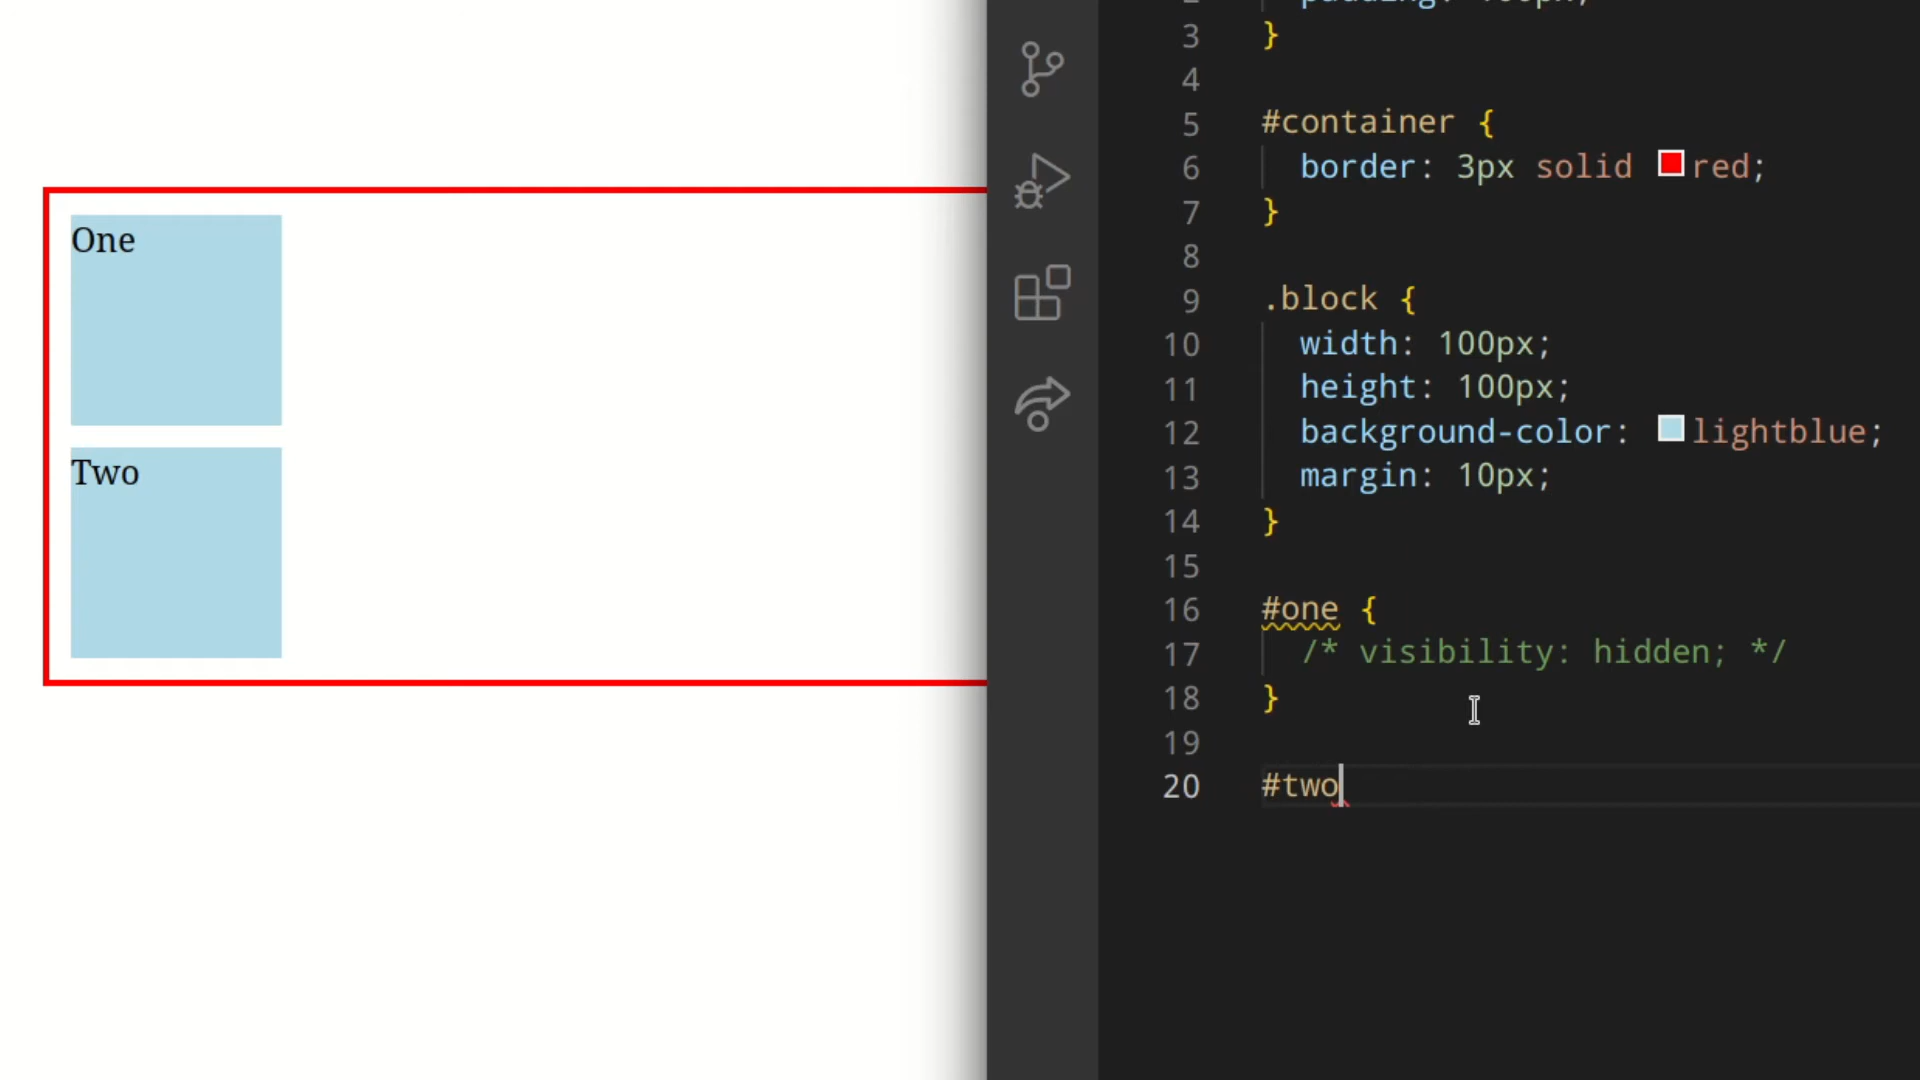 One
Two
3 }
4
5 #container {
6 border: 3px solid red;
7 }
8
9 .block {
10 width: 100px;
11 height: 100px;
12 background-color: lightblue;
13 margin: 10px;
14 }
15
16 #one {
17 /* visibility: hidden; */
18 }
19
20 #two